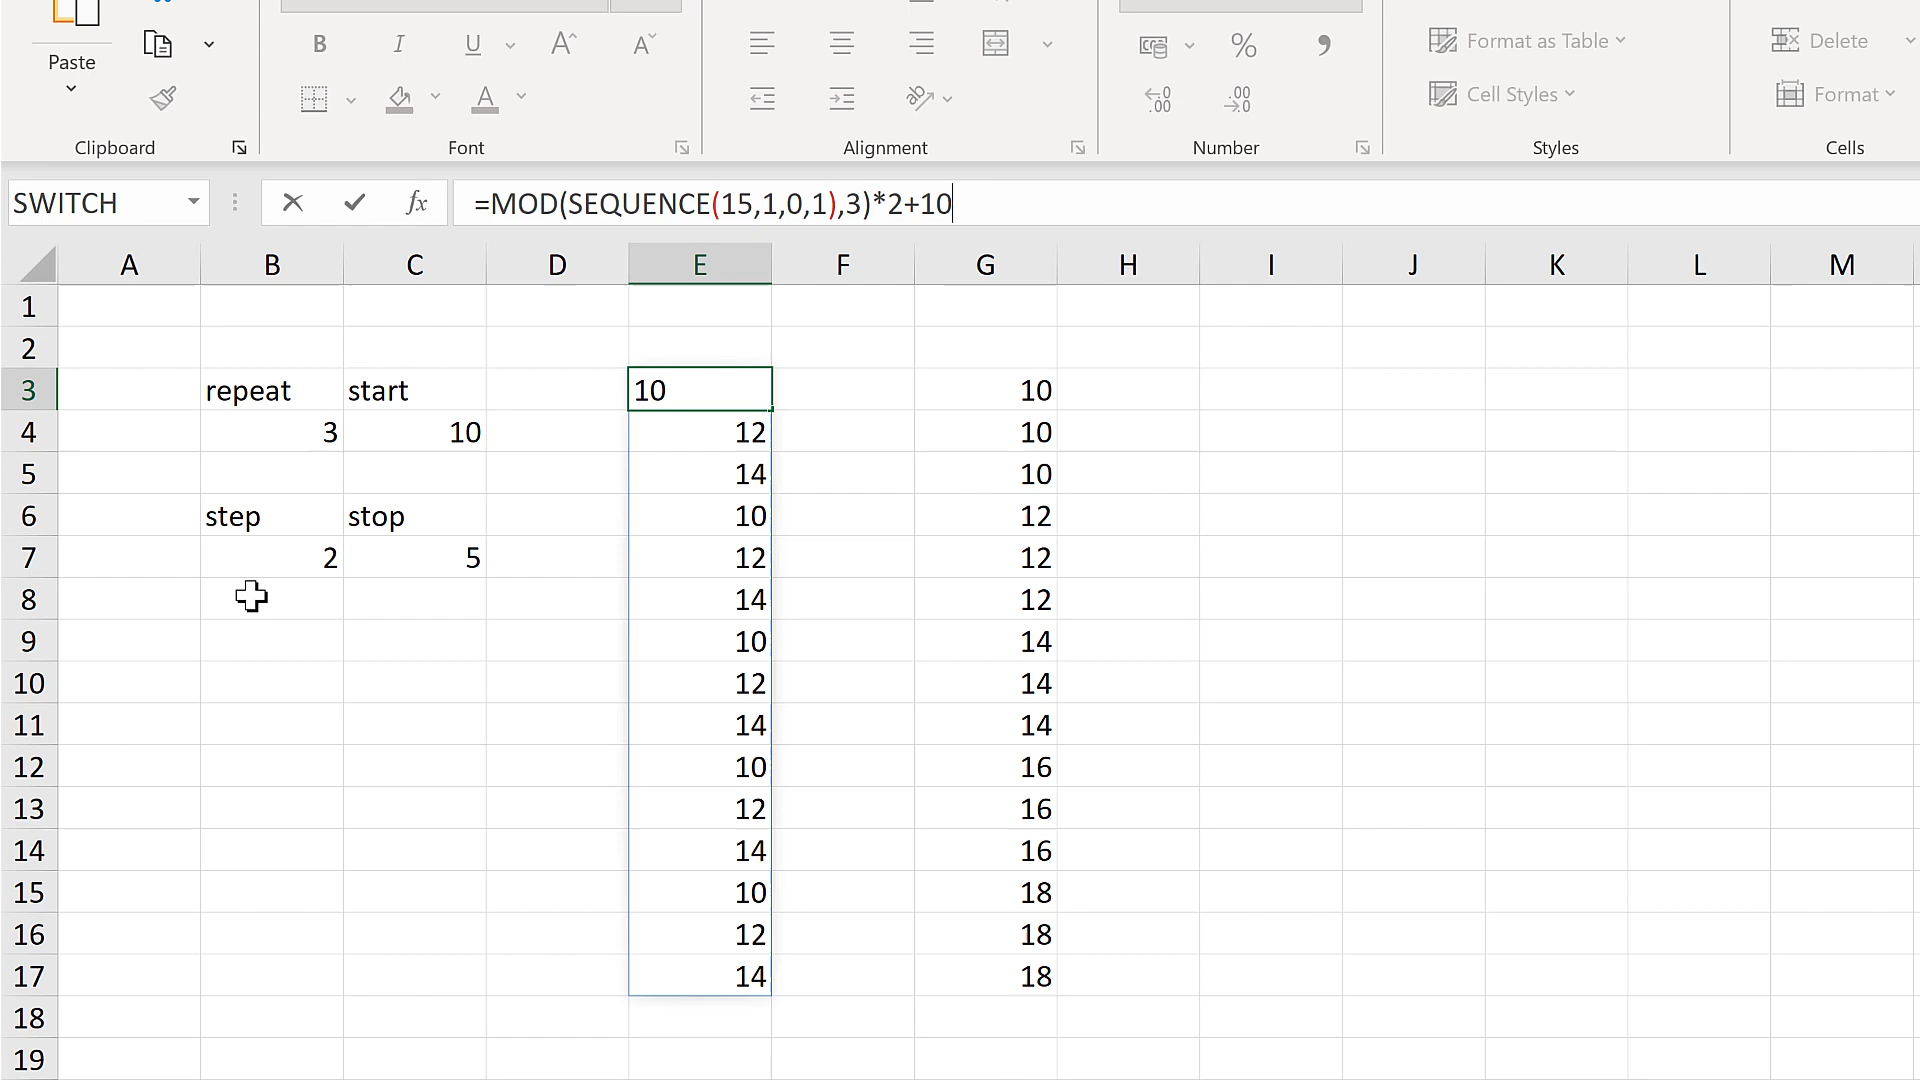 Paste
B I U A A
% ,
Format as Table
Delete
A ab .00 .00
Cell Styles
Format
Clipboard Font Alignment Number Styles Cells
SWITCH fx =MOD(SEQUENCE(15,1,0,1),3)*2+10
A B C D E F G H I J K L M
1
2
3 repeat start 10 10
4 3 10 12 10
5 14 10
6 step stop 10 12
7 2 5 12 12
8 14 12
9 10 14
10 12 14
11 14 14
12 10 16
13 12 16
14 14 16
15 10 18
16 12 18
17 14 18
18
19